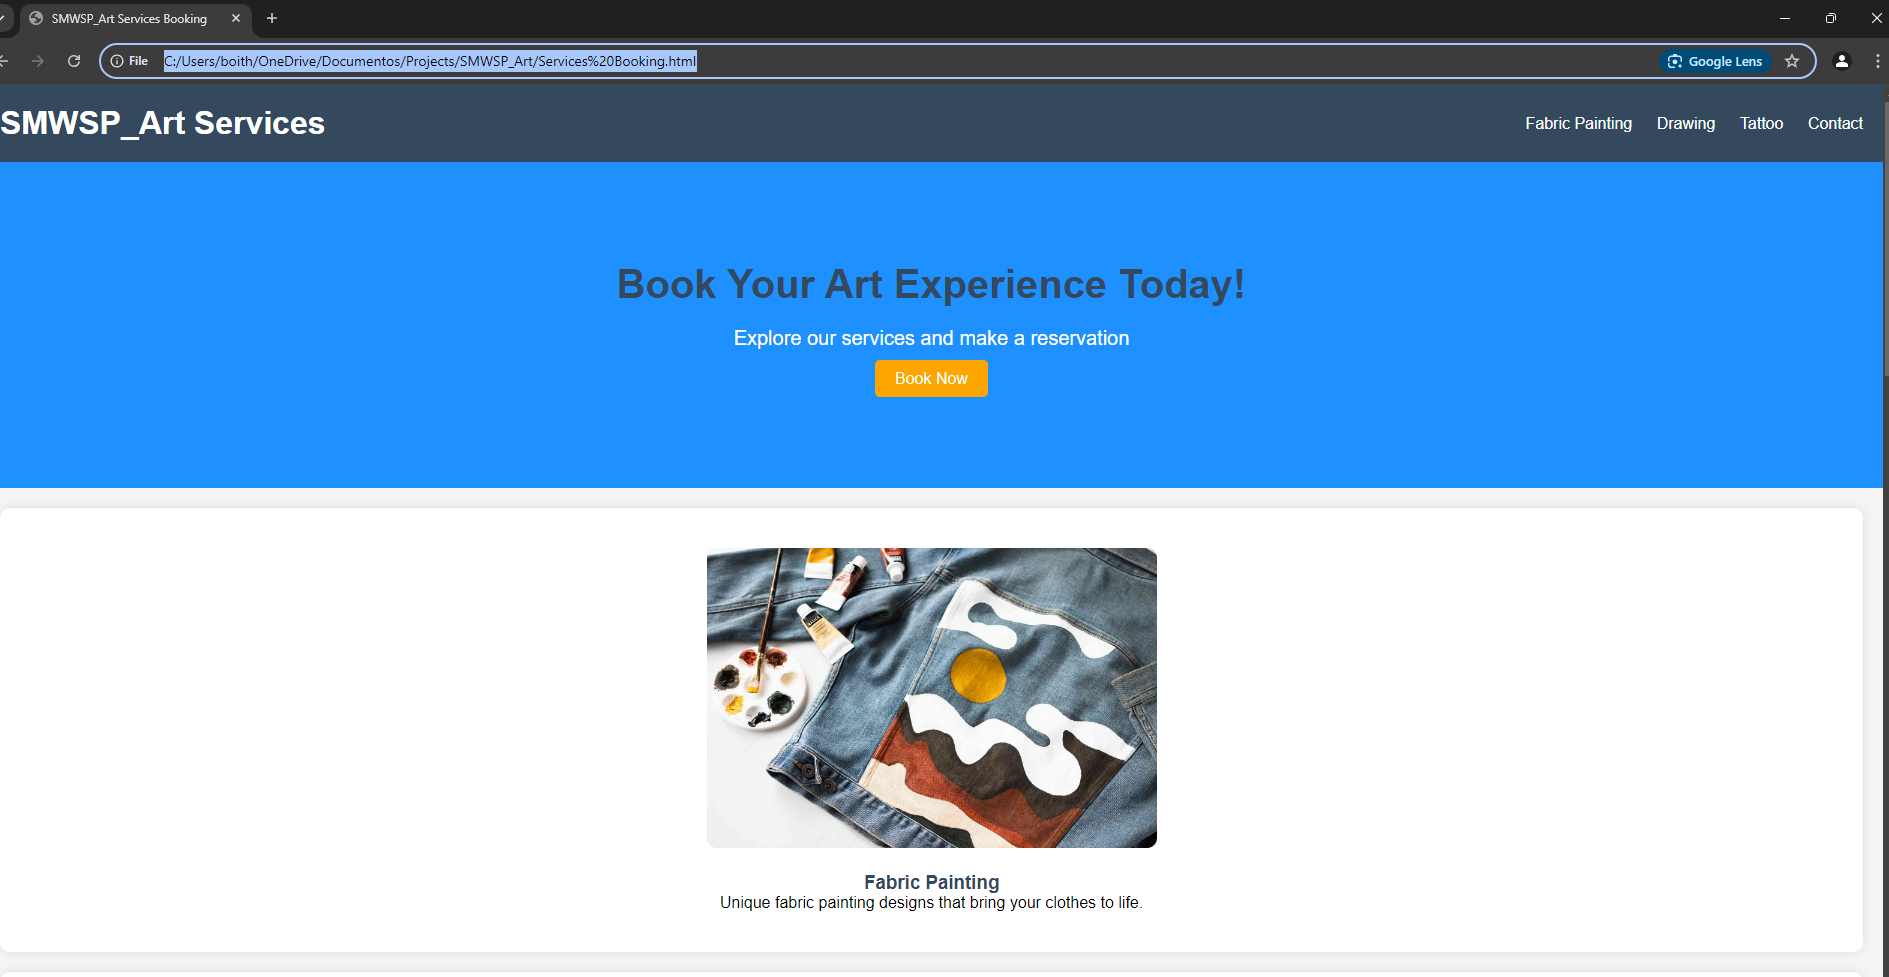 SMWSP_Art Services Booking
File C:/Users/boith/OneDrive/Documentos/Projects/SMWSP_Art/Services%20Booking.html Google Lens
SMWSP_Art Services
Fabric Painting Drawing Tattoo Contact
Book Your Art Experience Today!
Explore our services and make a reservation
Book Now
Fabric Painting
Unique fabric painting designs that bring your clothes to life.